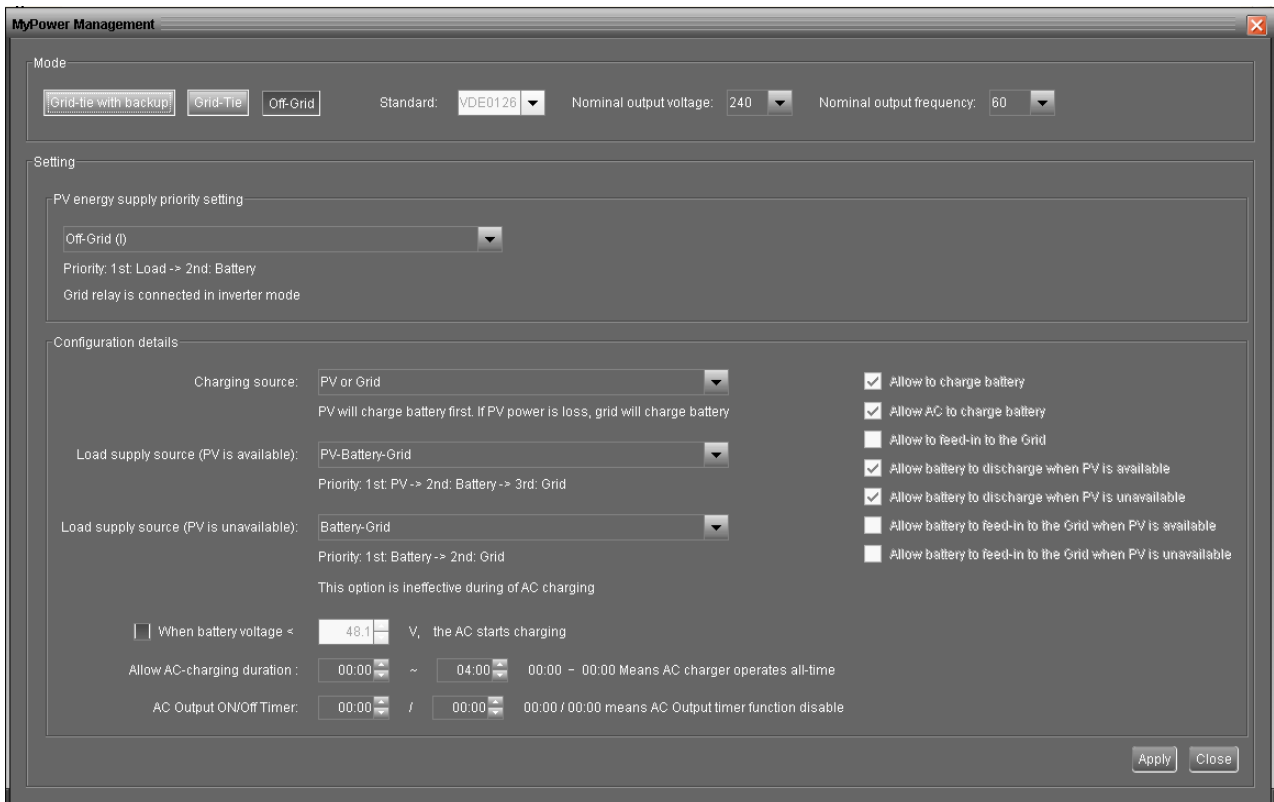 MyPower Management
Mode
Grid-tie with backup Grid-Tie Off-Grid Standard: VDE0126 Nominal output voltage: 240 Nominal output frequency: 60
Setting
PV energy supply priority setting
Off-Grid (I)
Priority: 1st: Load -> 2nd: Battery
Grid relay is connected in inverter mode
Configuration details
Charging source: PV or Grid
PV will charge battery first. If PV power is loss, grid will charge battery
Load supply source (PV is available): PV-Battery-Grid
Priority: 1st: PV -> 2nd: Battery -> 3rd: Grid
Load supply source (PV is unavailable): Battery-Grid
Priority: 1st: Battery -> 2nd: Grid
This option is ineffective during of AC charging
Allow to charge battery
Allow AC to charge battery
Allow to feed-in to the Grid
Allow battery to discharge when PV is available
Allow battery to discharge when PV is unavailable
Allow battery to feed-in to the Grid when PV is available
Allow battery to feed-in to the Grid when PV is unavailable
When battery voltage < 48.1 V, the AC starts charging
Allow AC-charging duration : 00:00 ~ 04:00 00:00 - 00:00 Means AC charger operates all-time
AC Output ON/Off Timer: 00:00 / 00:00 00:00 / 00:00 means AC Output timer function disable
Apply Close